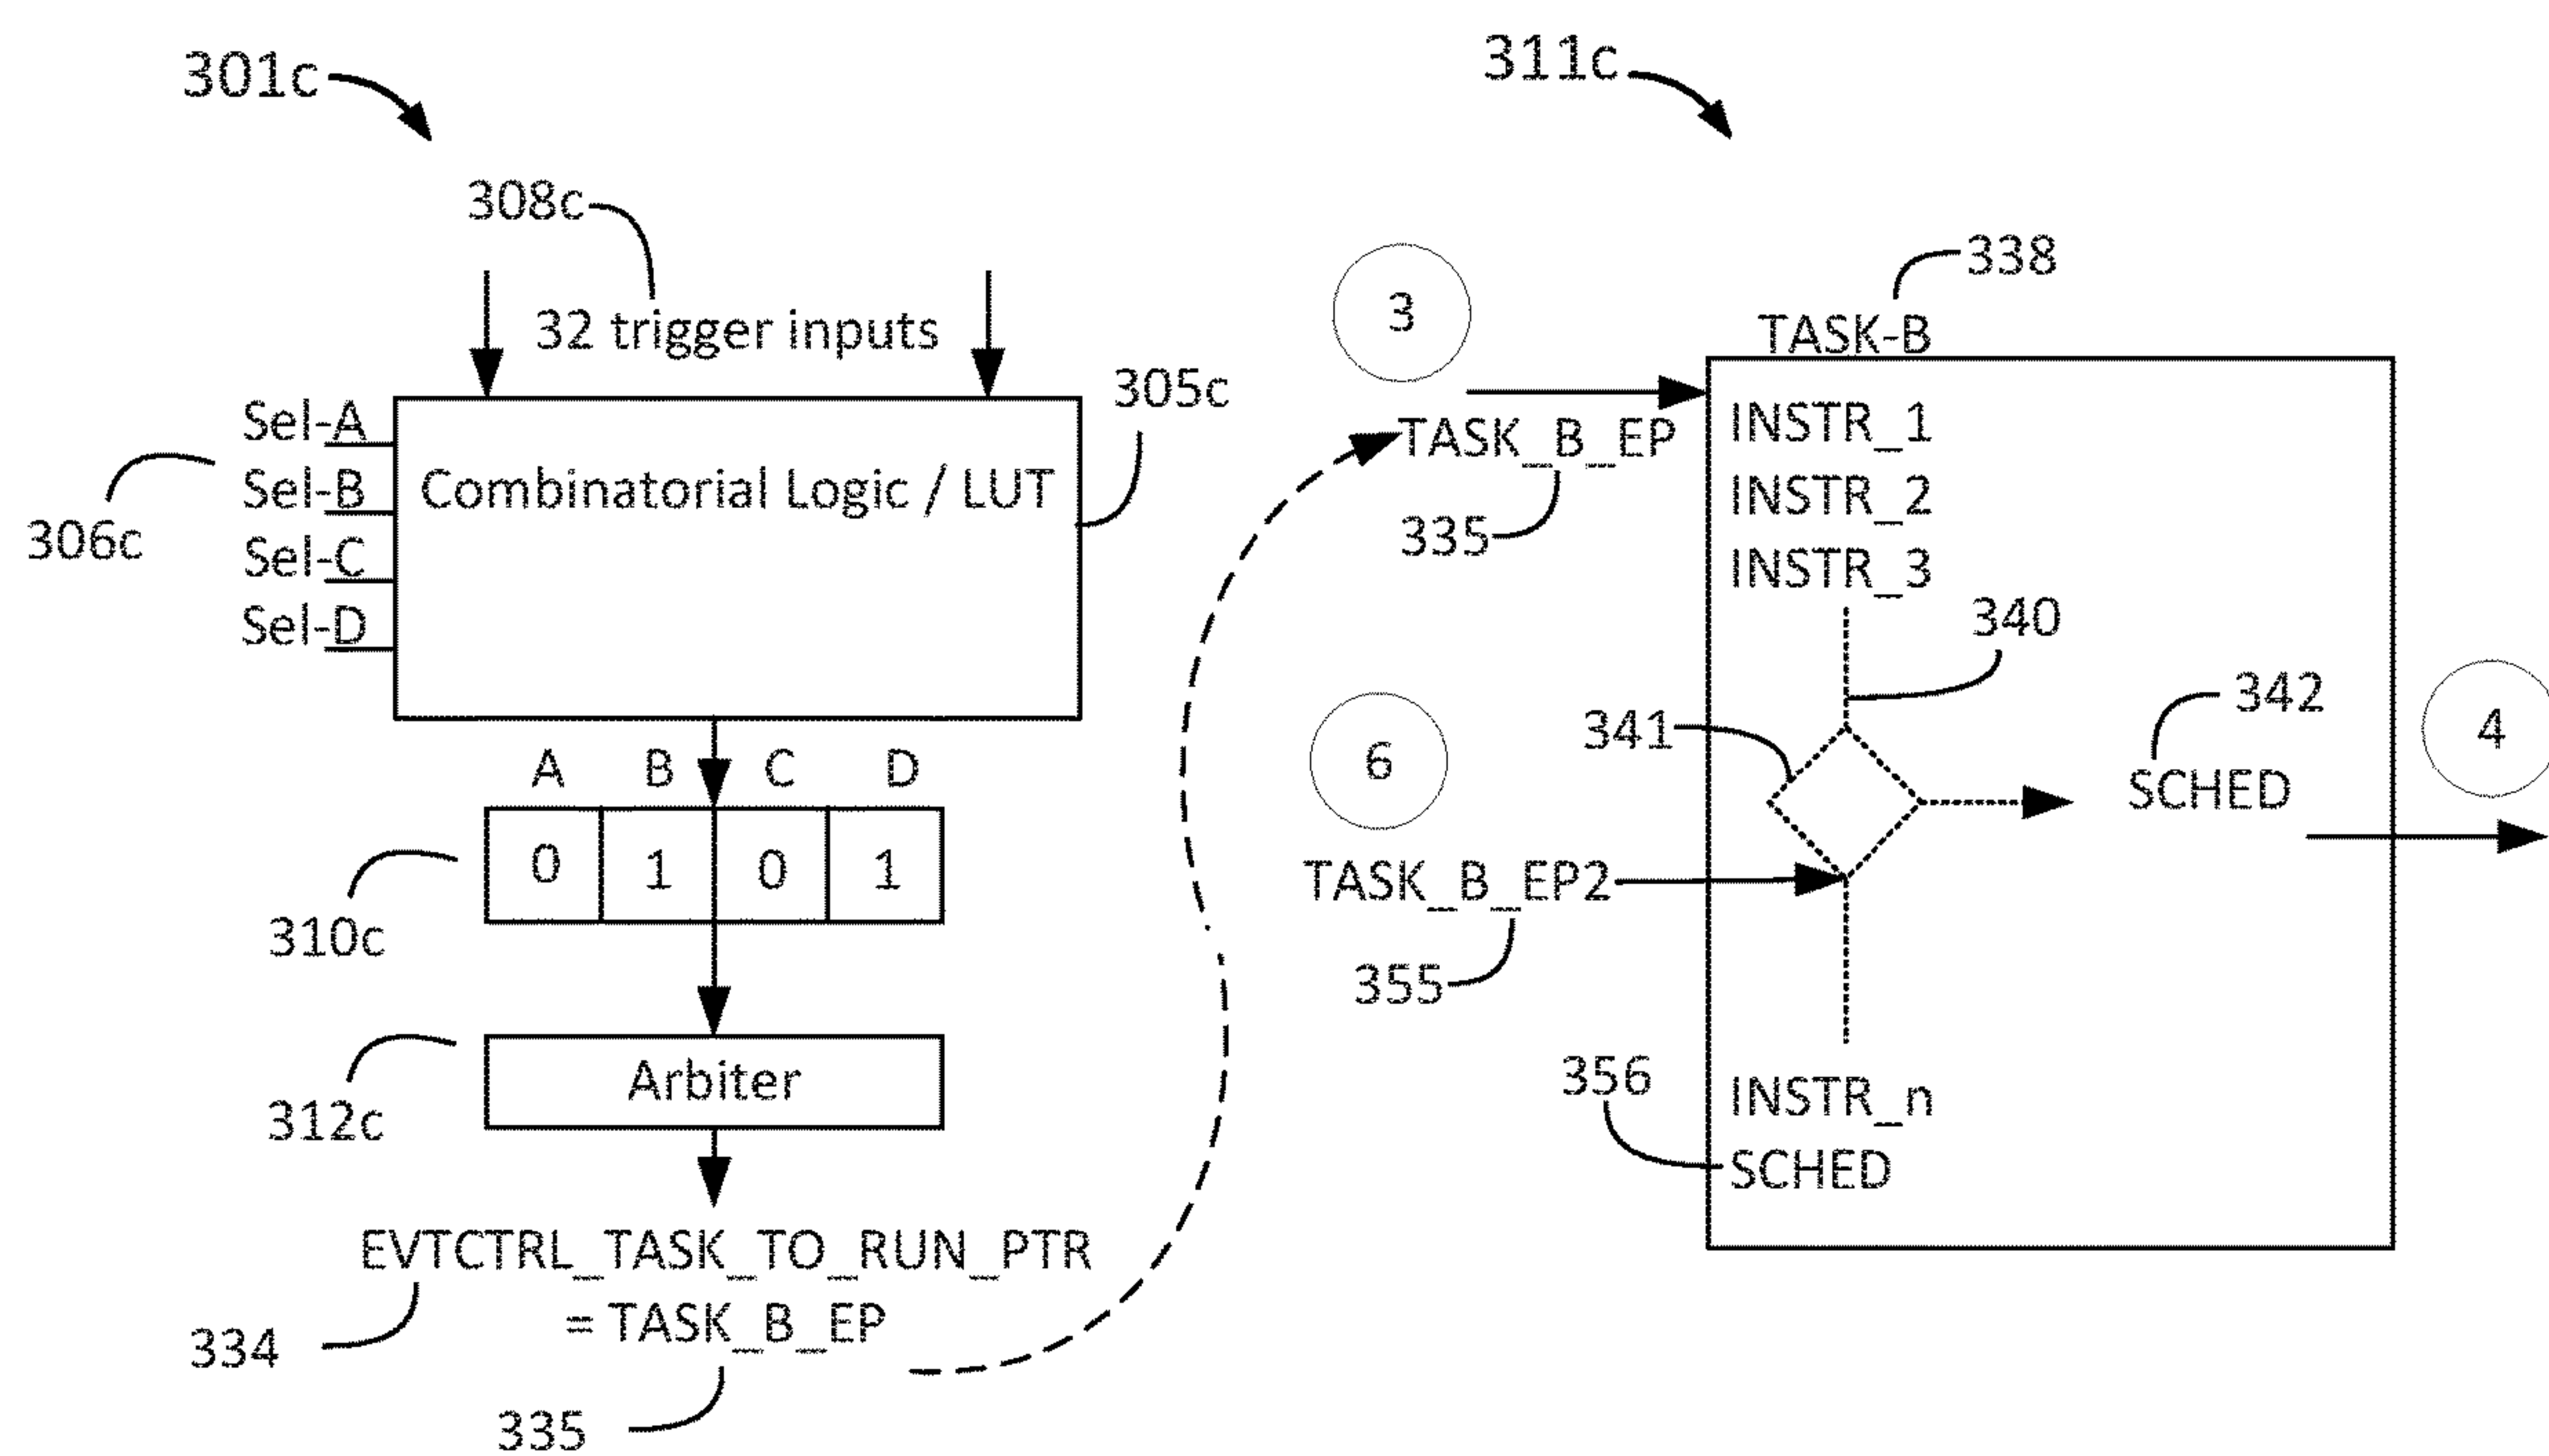 301c
308c
32 trigger inputs
305c
Sel-A
Sel-B
Sel-C
Sel-D
306c
Combinatorial Logic / LUT
A B C D
0 1 0 1
310c
Arbiter
312c
EVTCTRL_TASK_TO_RUN_PTR
= TASK_B_EP
334
335
311c
3
338
TASK-B
TASK_B_EP
335
INSTR_1
INSTR_2
INSTR_3
340
341
342
SCHED
4
6
TASK_B_EP2
355
356
INSTR_n
SCHED